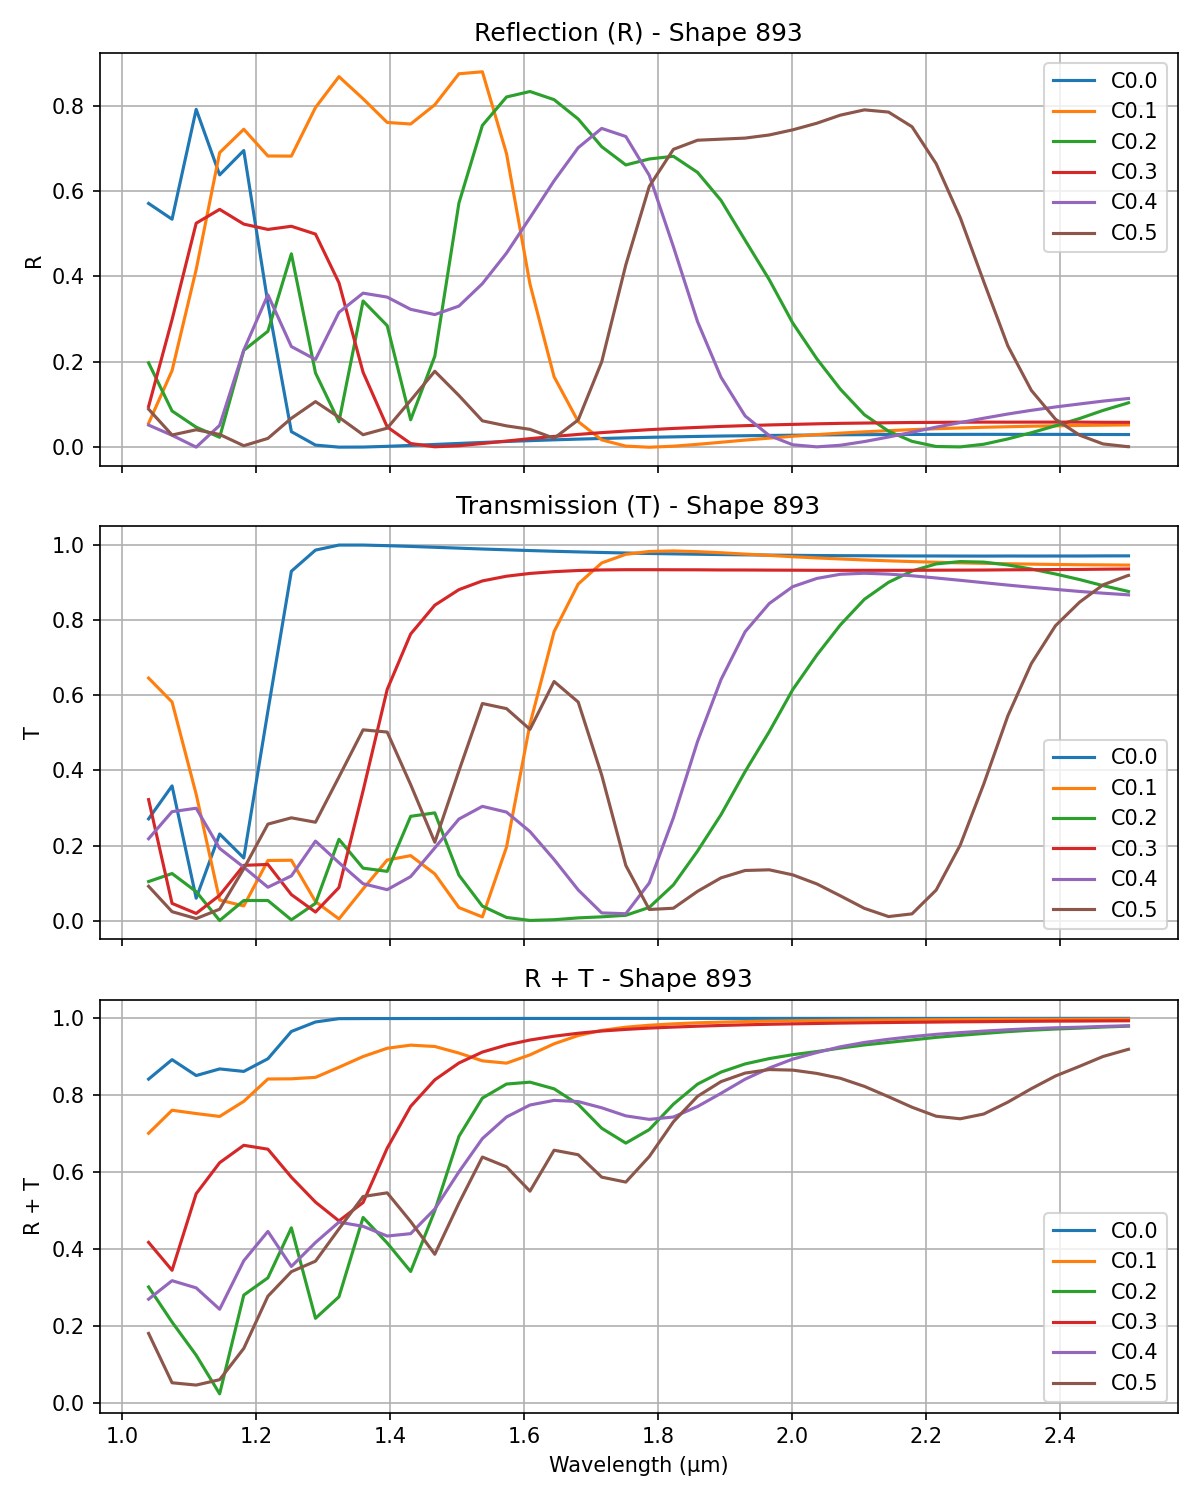 Reflection (R) - Shape 893
0.8
0.6
0.4
0.2
0.0
R
C0.0
C0.1
C0.2
C0.3
C0.4
C0.5
Transmission (T) - Shape 893
1.0
0.8
0.6
0.4
0.2
0.0
T
C0.0
C0.1
C0.2
C0.3
C0.4
C0.5
R + T - Shape 893
1.0
0.8
0.6
0.4
0.2
0.0
R + T
C0.0
C0.1
C0.2
C0.3
C0.4
C0.5
1.0 1.2 1.4 1.6 1.8 2.0 2.2 2.4
Wavelength (μm)